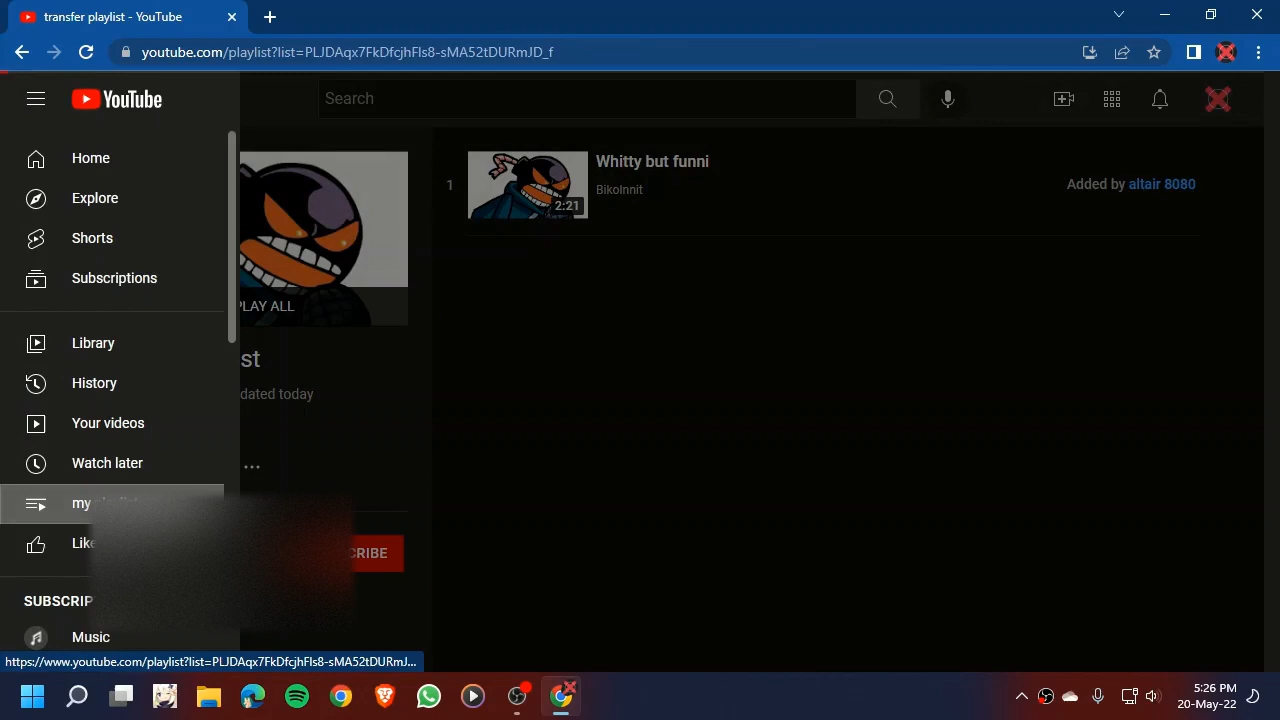 transfer playlist - YouTube
youtube.com/playlist?list=PLJDAqx7FkDfcjhFls8-sMA52tDURmJD_f
YouTube
Search
Home
Explore
Shorts
Subscriptions
Library
History
Your videos
Watch later
my
Like
SUBSCRIP
Music
PLAY ALL
st
dated today
CRIBE
1
2:21
Whitty but funni
BikoInnit
Added by altair 8080
https://www.youtube.com/playlist?list=PLJDAqx7FkDfcjhFls8-sMA52tDURmJ...
5:26 PM
20-May-22